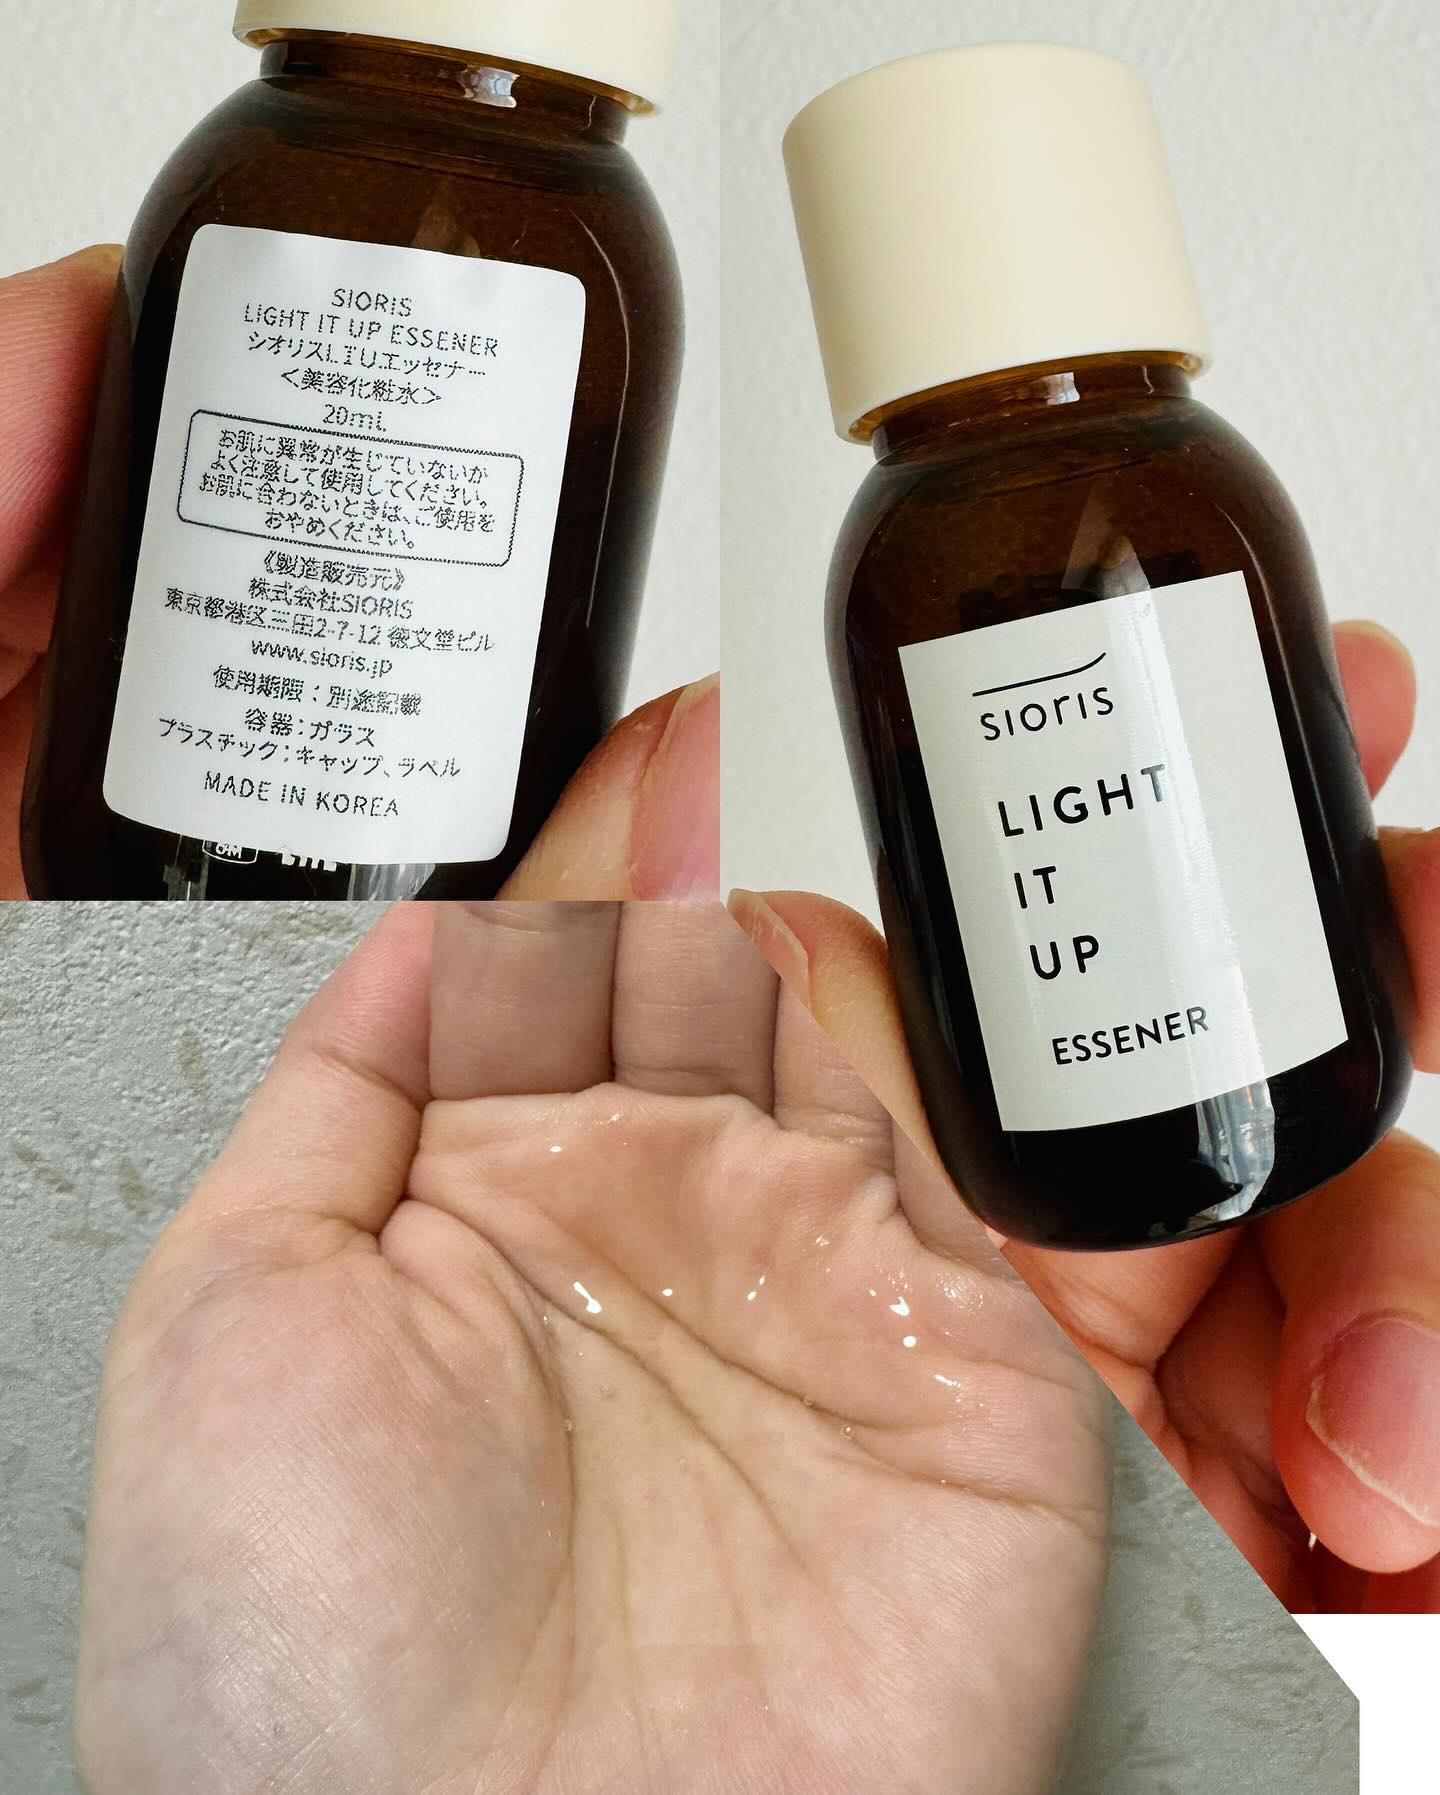 SIORIS
LIGHT IT UP ESSENER
シオリスLIUエッセナー
<美容化粧水>
20mL
お肌に異常が生じていないか
よく注意して使用してください。
お肌に合わないときは、ご使用を
おやめください。
《製造販売元》
株式会社SIORIS
東京都港区三田2-7-12 ビル
www.sioris.jp
使用期限：別途記載
容器：ガラス
プラスチック：キャップ、ラベル
MADE IN KOREA
sioris
LIGHT
IT
UP
ESSENER